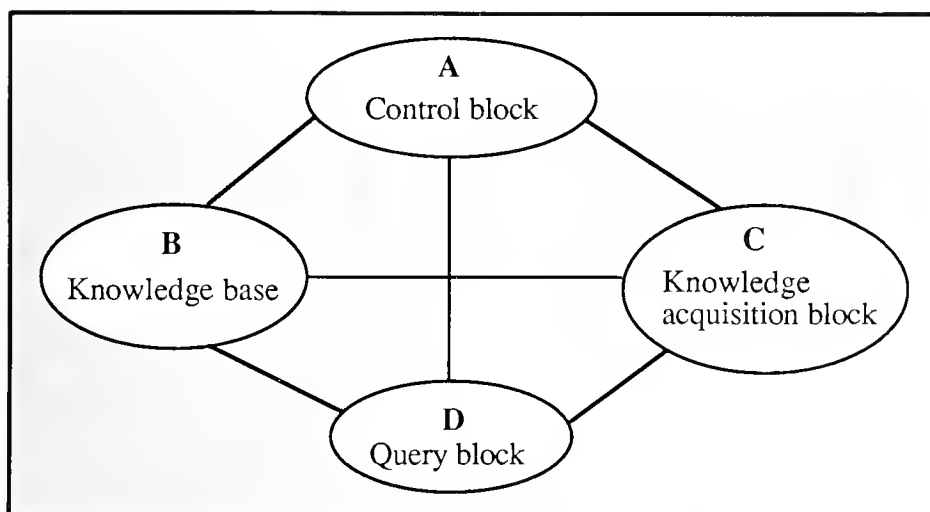 A
Control block
B
Knowledge base
C
Knowledge
acquisition block
D
Query block